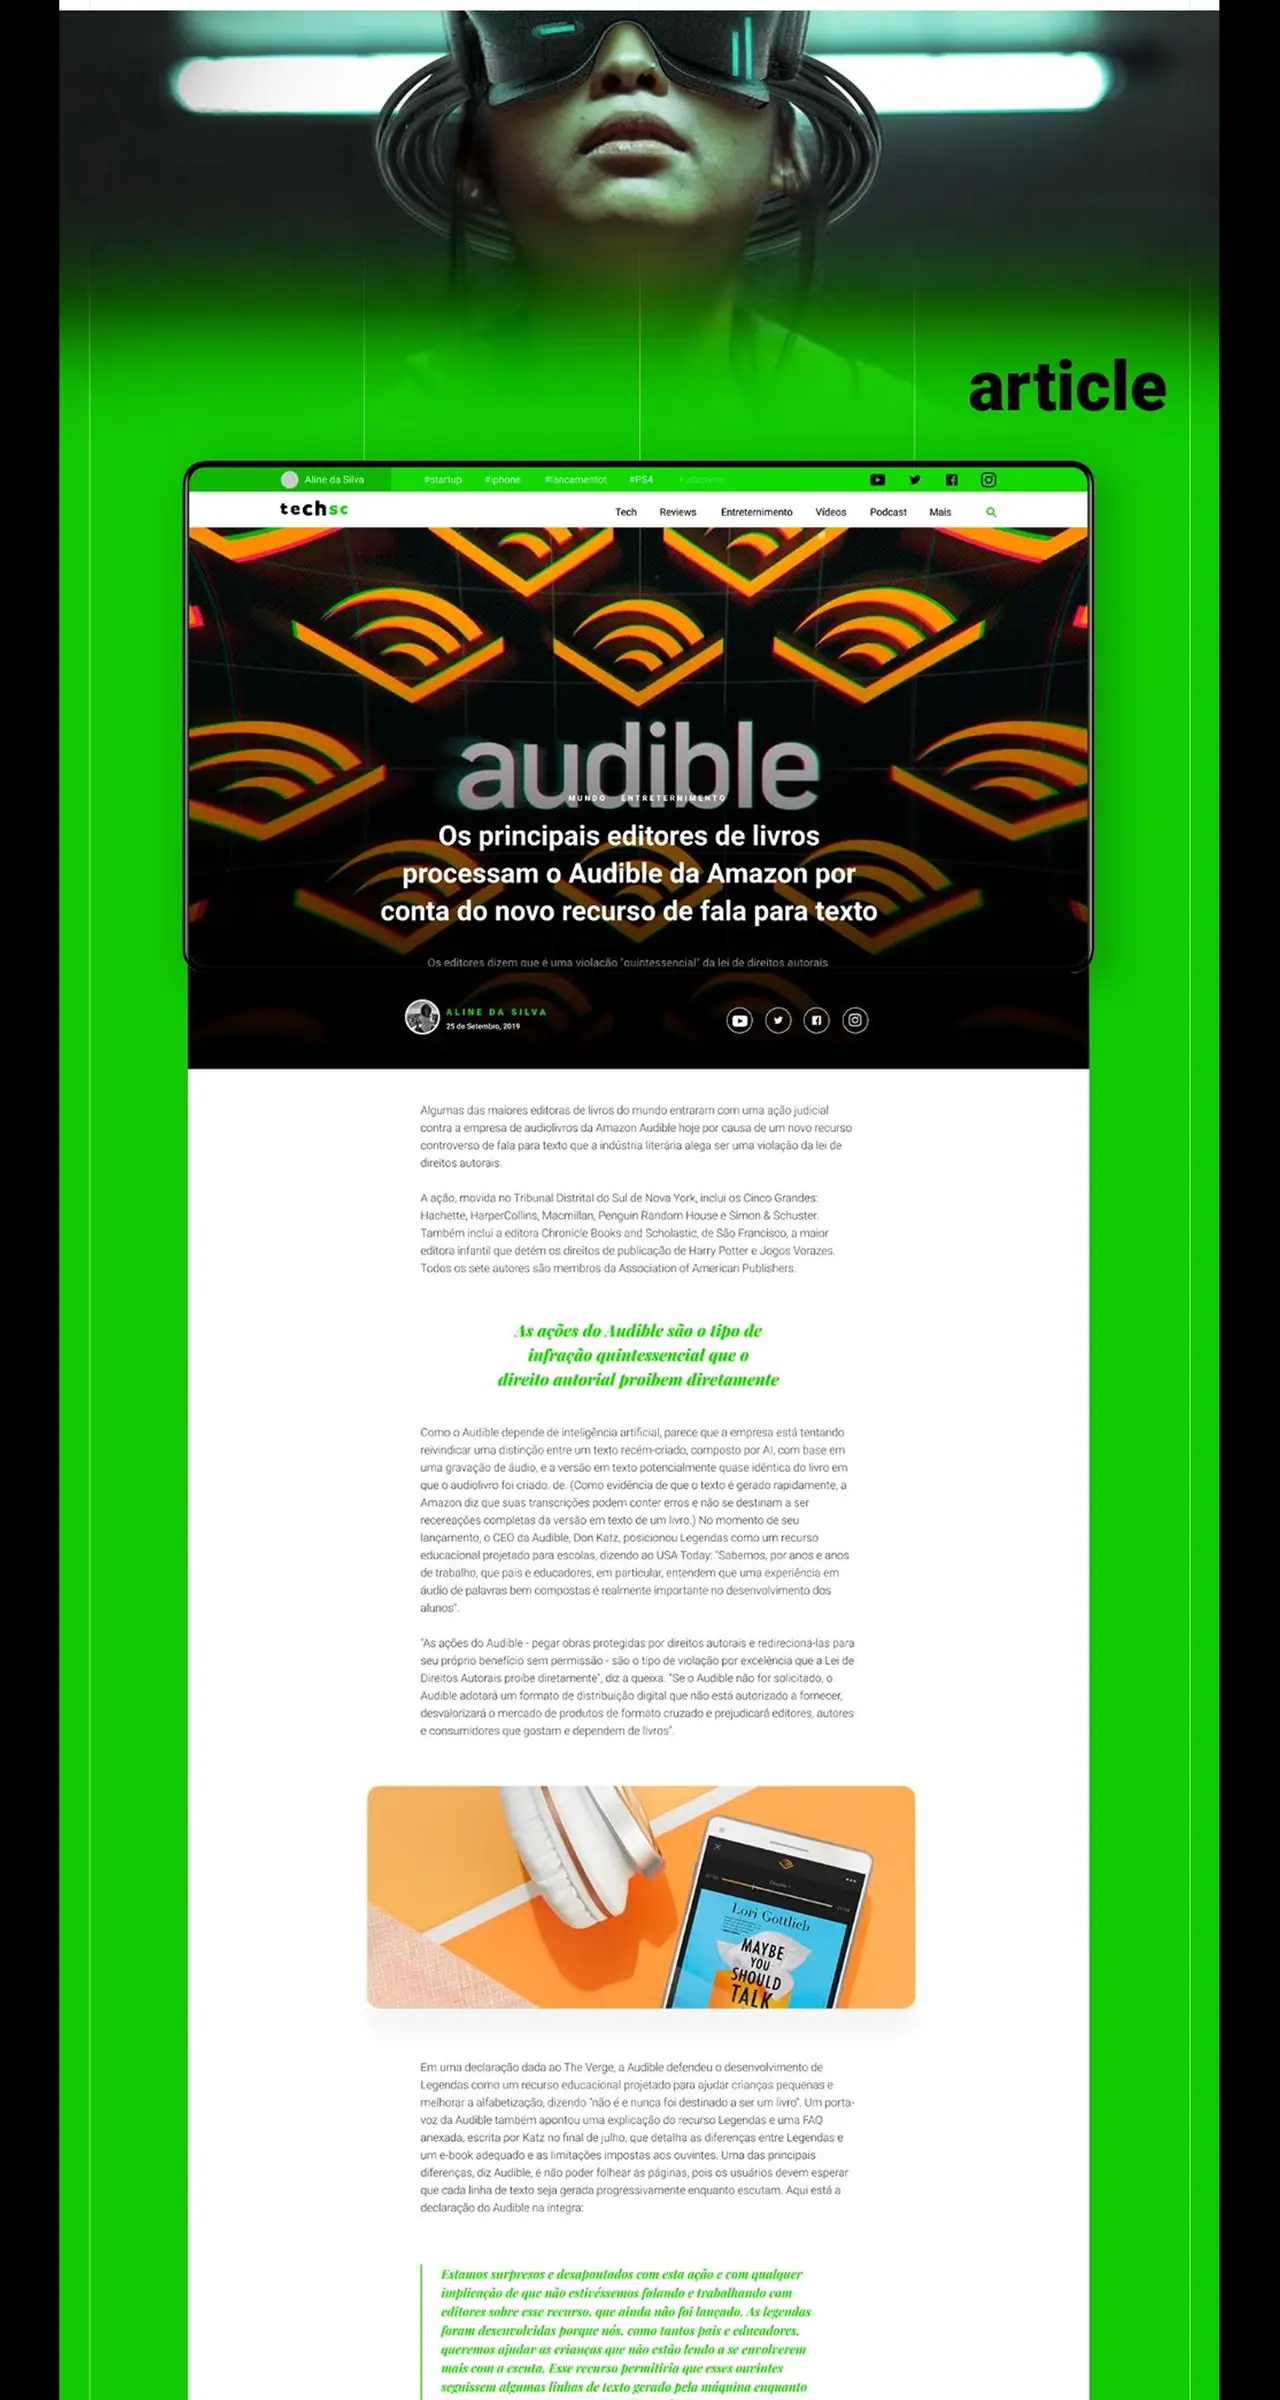 article
Aline da Silva #startup #iphone #lancamento! #PS4
techsc Tech Reviews Entreternimento Vídeos Podcast Mais
audible
MUNDO ENTRETERNIMENTO
Os principais editores de livros
processam o Audible da Amazon por
conta do novo recurso de fala para texto
Os editores dizem que é uma violação "quintessencial" da lei de direitos autorais
ALINE DA SILVA
25 de Setembro, 2019
Algumas das maiores editoras de livros do mundo entraram com uma ação judicial
contra a empresa de audiolivros da Amazon Audible hoje por causa de um novo recurso
controverso de fala para texto que a indústria literária alega ser uma violação da lei de
direitos autorais.
A ação, movida no Tribunal Distrital do Sul de Nova York, inclui os Cinco Grandes:
Hachette, HarperCollins, Macmillan, Penguin Random House e Simon & Schuster.
Também inclui a editora Chronicle Books and Scholastic, de São Francisco, a maior
editora infantil que detém os direitos de publicação de Harry Potter e Jogos Vorazes.
Todos os sete autores são membros da Association of American Publishers.
As ações do Audible são o tipo de
infração quintessencial que o
direito autorial proibem diretamente
Como o Audible depende de inteligência artificial, parece que a empresa está tentando
reivindicar uma distinção entre um texto recém-criado, composto por AI, com base em
uma gravação de áudio, e a versão em texto potencialmente quase idêntica do livro em
que o audiolivro foi criado. de. (Como evidência de que o texto é gerado rapidamente, a
Amazon diz que suas transcrições podem conter erros e não se destinam a ser
recereações completas da versão em texto de um livro.) No momento de seu
lançamento, o CEO da Audible, Don Katz, posicionou Legendas como um recurso
educacional projetado para escolas, dizendo ao USA Today: "Sabemos, por anos e anos
de trabalho, que pais e educadores, em particular, entendem que uma experiência em
áudio de palavras bem compostas é realmente importante no desenvolvimento dos
alunos".
"As ações do Audible - pegar obras protegidas por direitos autorais e redirecioná-las para
seu próprio benefício sem permissão - são o tipo de violação por excelência que a Lei de
Direitos Autorais proíbe diretamente", diz a queixa. "Se o Audible não for solicitado, o
Audible adotará um formato de distribuição digital que não está autorizado a fornecer,
desvalorizará o mercado de produtos de formato cruzado e prejudicará editores, autores
e consumidores que gostam e dependem de livros".
Chapter 1
Lori Gottlieb
MAYBE
YOU
SHOULD
TALK
Em uma declaração dada ao The Verge, a Audible defendeu o desenvolvimento de
Legendas como um recurso educacional projetado para ajudar crianças pequenas e
melhorar a alfabetização, dizendo "não é e nunca foi destinado a ser um livro". Um porta-
voz da Audible também apontou uma explicação do recurso Legendas e uma FAQ
anexada, escrita por Katz no final de julho, que detalha as diferenças entre Legendas e
um e-book adequado e as limitações impostas aos ouvintes. Uma das principais
diferenças, diz Audible, é não poder folhear as páginas, pois os usuários devem esperar
que cada linha de texto seja gerada progressivamente enquanto escutam. Aqui está a
declaração do Audible na íntegra:
Estamos surpresos e desapontados com esta ação e com qualquer
implicação de que não estivéssemos falando e trabalhando com
editores sobre esse recurso, que ainda não foi lançado. As legendas
foram desenvolvidas porque nós, como tantos pais e educadores,
queremos ajudar as crianças que não estão lendo a se envolverem
mais com a escuta. Esse recurso permitiria que esses ouvintes
seguissem algumas linhas de texto gerado pela máquina enquanto